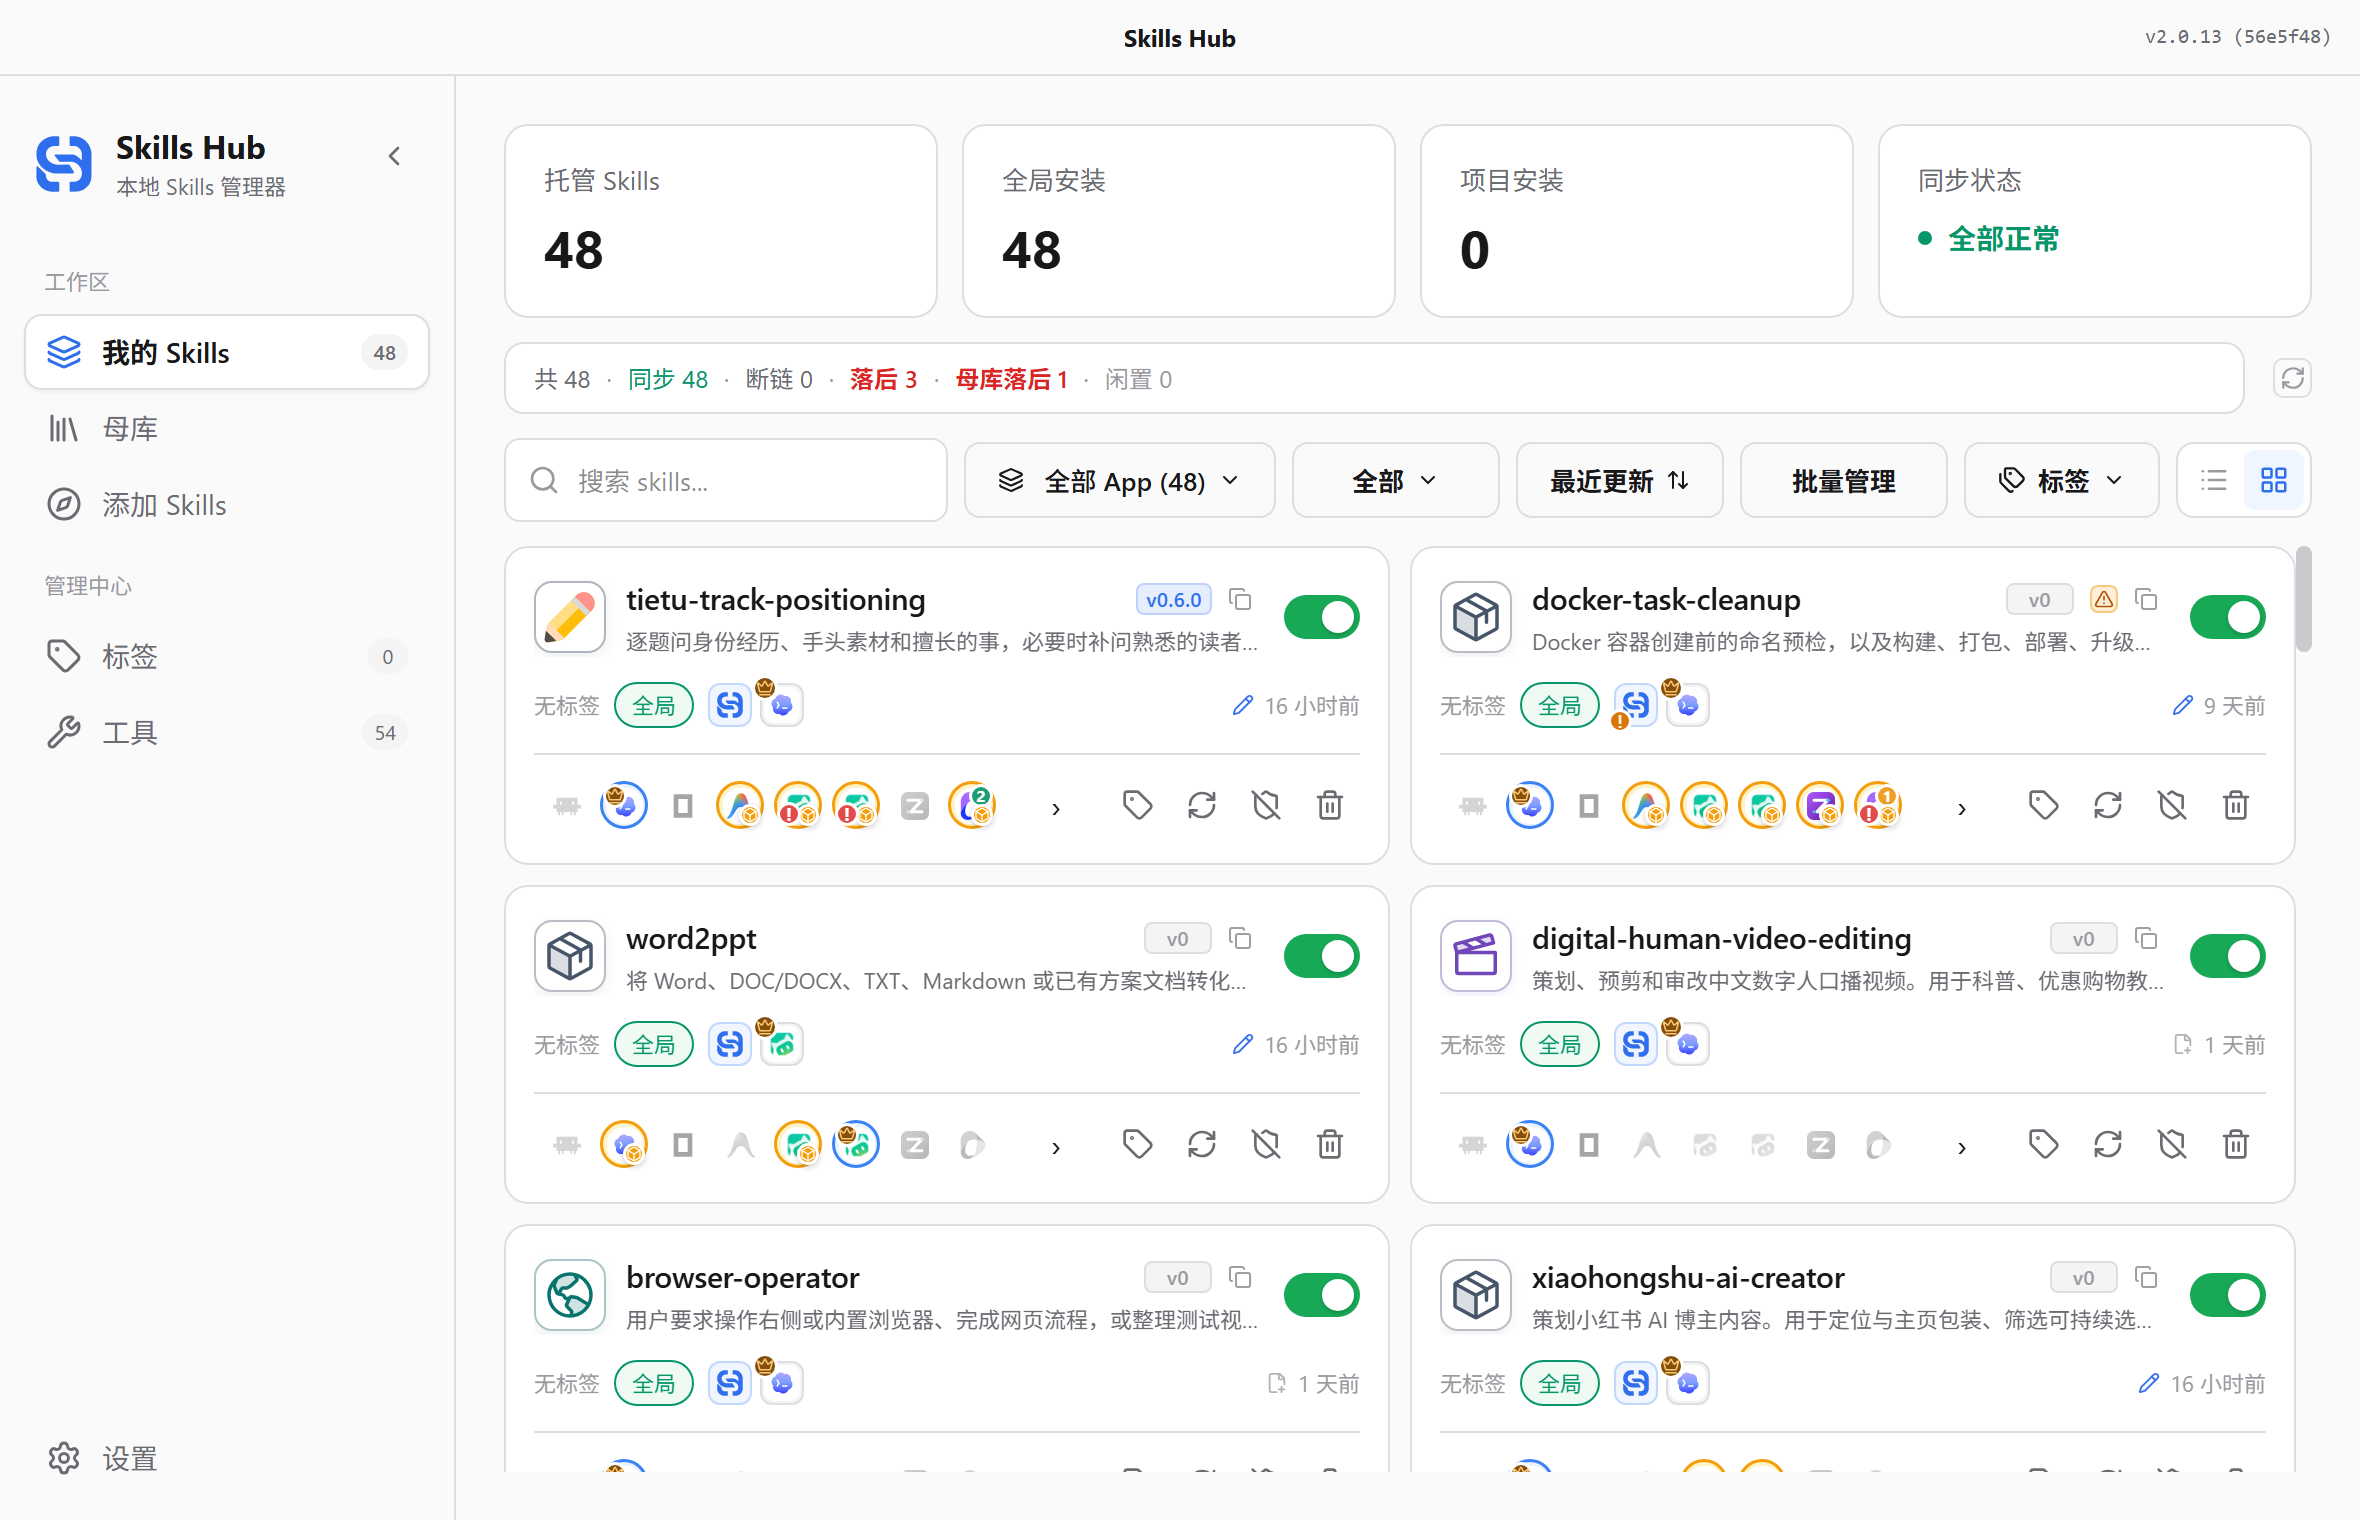 Skills Hub
v2.0.13 (56e5f48)
Skills Hub
本地 Skills 管理器
工作区
我的 Skills 48
母库
添加 Skills
管理中心
标签 0
工具 54
设置
托管 Skills
48
全局安装
48
项目安装
0
同步状态
全部正常
共 48 · 同步 48 · 断链 0 · 落后 3 · 母库落后 1 · 闲置 0
搜索 skills...
全部 App (48)
全部
最近更新
批量管理
标签
tietu-track-positioning v0.6.0
逐题问身份经历、手头素材和擅长的事，必要时补问熟悉的读者...
无标签 全局 16 小时前
2
docker-task-cleanup v0
Docker 容器创建前的命名预检，以及构建、打包、部署、升级...
无标签 全局 9 天前
1
word2ppt v0
将 Word、DOC/DOCX、TXT、Markdown 或已有方案文档转化...
无标签 全局 16 小时前
digital-human-video-editing v0
策划、预剪和审改中文数字人口播视频。用于科普、优惠购物教...
无标签 全局 1 天前
browser-operator v0
用户要求操作右侧或内置浏览器、完成网页流程，或整理测试视...
无标签 全局 1 天前
xiaohongshu-ai-creator v0
策划小红书 AI 博主内容。用于定位与主页包装、筛选可持续选...
无标签 全局 16 小时前